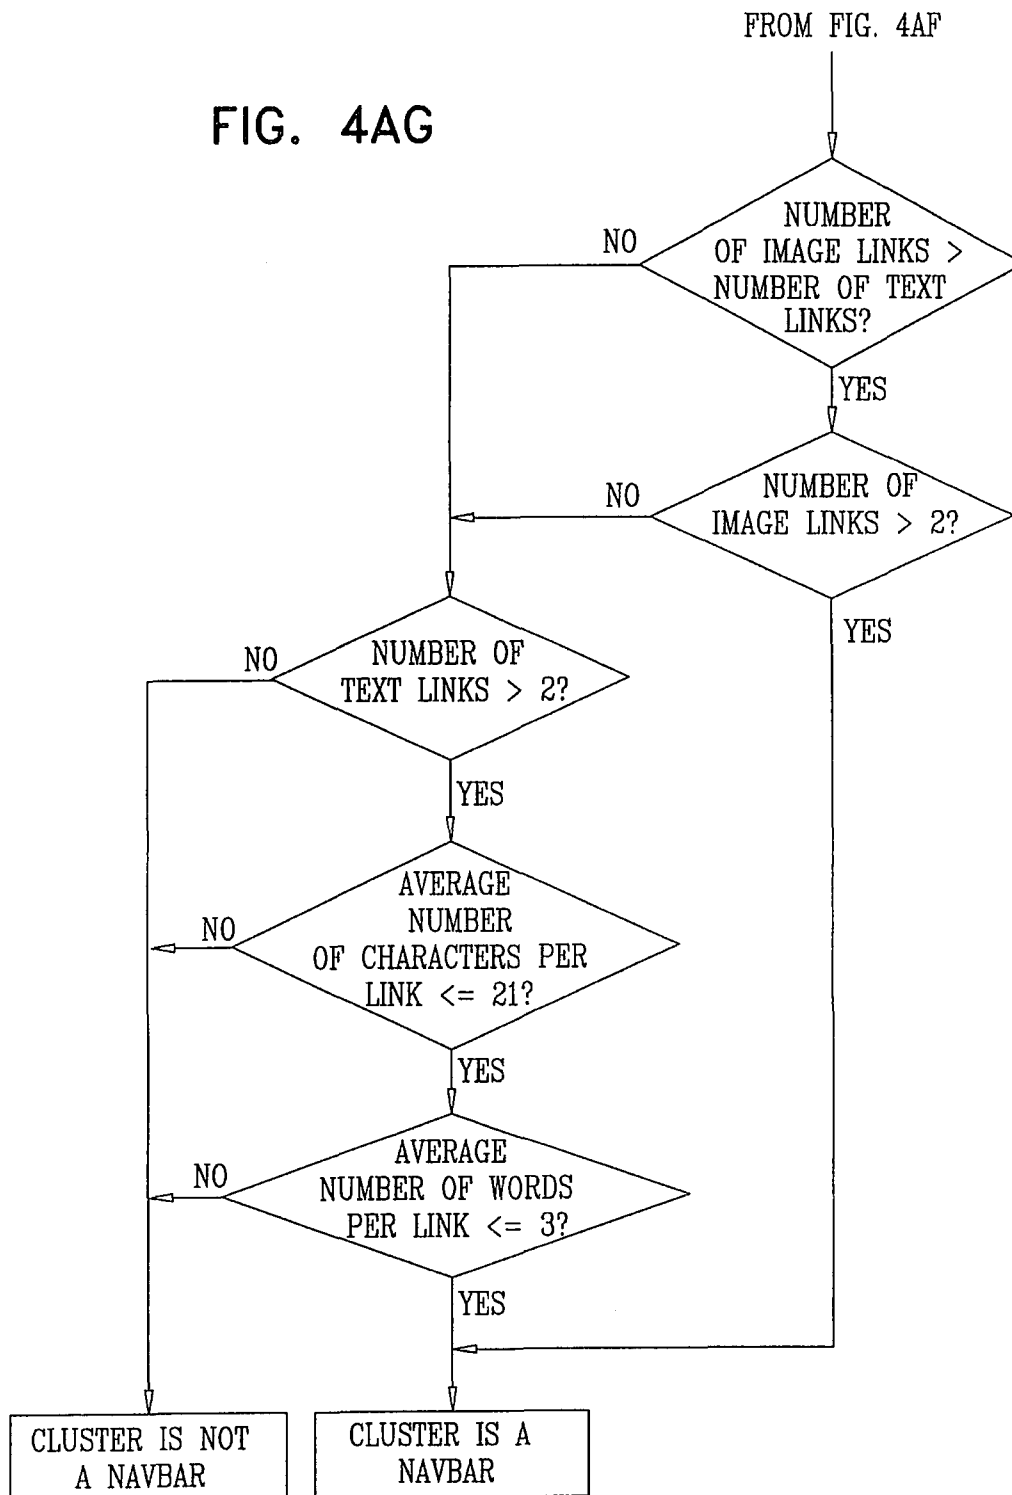 FROM FIG. 4AF
FIG. 4AG
NUMBER
OF IMAGE LINKS >
NUMBER OF TEXT
LINKS?
NO
YES
NUMBER OF
IMAGE LINKS > 2?
NO
YES
NUMBER OF
TEXT LINKS > 2?
NO
YES
AVERAGE
NUMBER
OF CHARACTERS PER
LINK <= 21?
NO
YES
AVERAGE
NUMBER OF WORDS
PER LINK <= 3?
NO
YES
CLUSTER IS NOT
A NAVBAR
CLUSTER IS A
NAVBAR